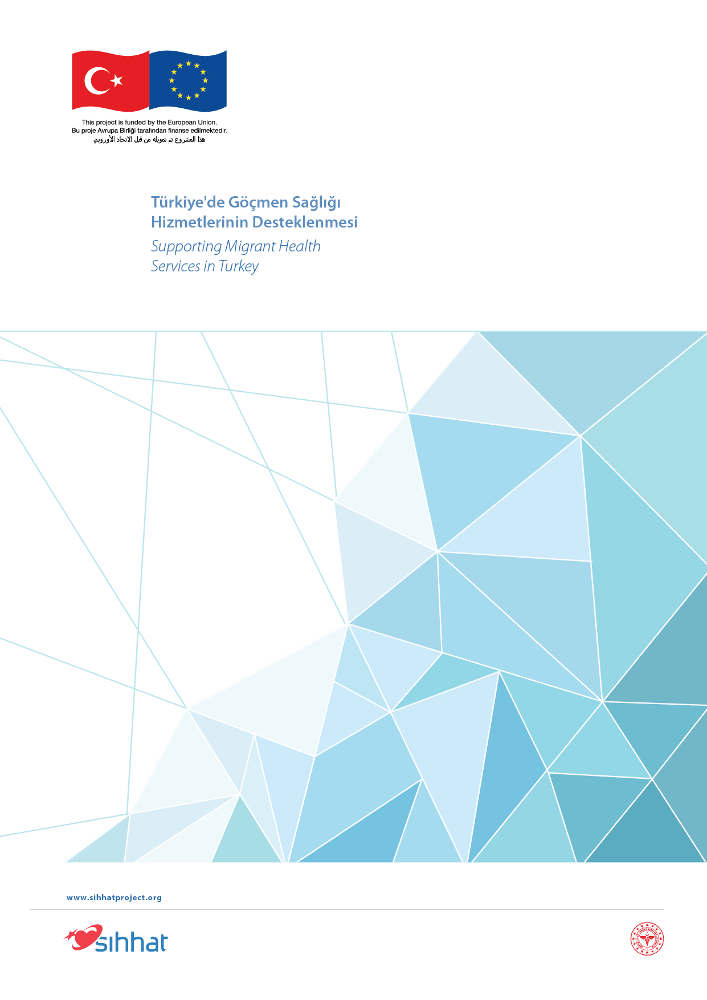 This project is funded by the European Union.
Bu proje Avrupa Birliği tarafından finanse edilmektedir.
هذا المشروع تم تمويله من قبل الاتحاد الأوروبي
Türkiye'de Göçmen Sağlığı
Hizmetlerinin Desteklenmesi
Supporting Migrant Health
Services in Turkey
www.sihhatproject.org
sıhhat